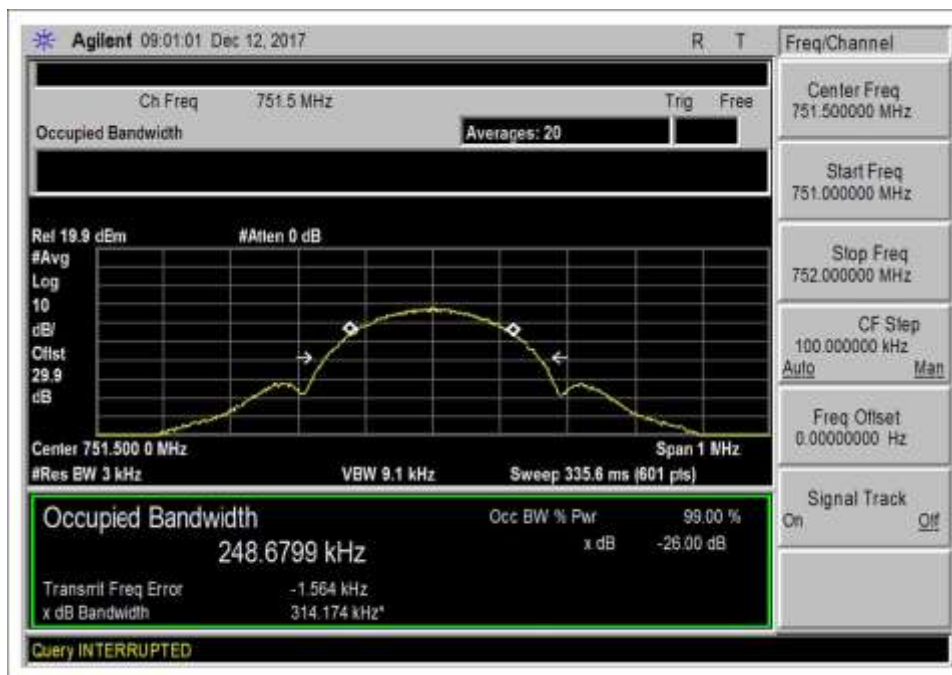 Agilent 09:01:01 Dec 12, 2017 R T
Freq/Channel
Ch Freq 751.5 MHz Trig Free
Occupied Bandwidth Averages: 20
Center Freq
751.500000 MHz
Start Freq
751.000000 MHz
Stop Freq
752.000000 MHz
CF Step
100.000000 kHz
Auto Man
Freq Offset
0.00000000 Hz
Signal Track
On Off
Ref 19.9 dBm #Atten 0 dB
#Avg
Log
10
dB/
Offst
29.9
dB
Center 751.500 0 MHz Span 1 MHz
#Res BW 3 kHz VBW 9.1 kHz Sweep 335.6 ms (601 pts)
Occupied Bandwidth Occ BW % Pwr 99.00 %
248.6799 kHz x dB -26.00 dB
Transmit Freq Error -1.564 kHz
x dB Bandwidth 314.174 kHz*
Query INTERRUPTED